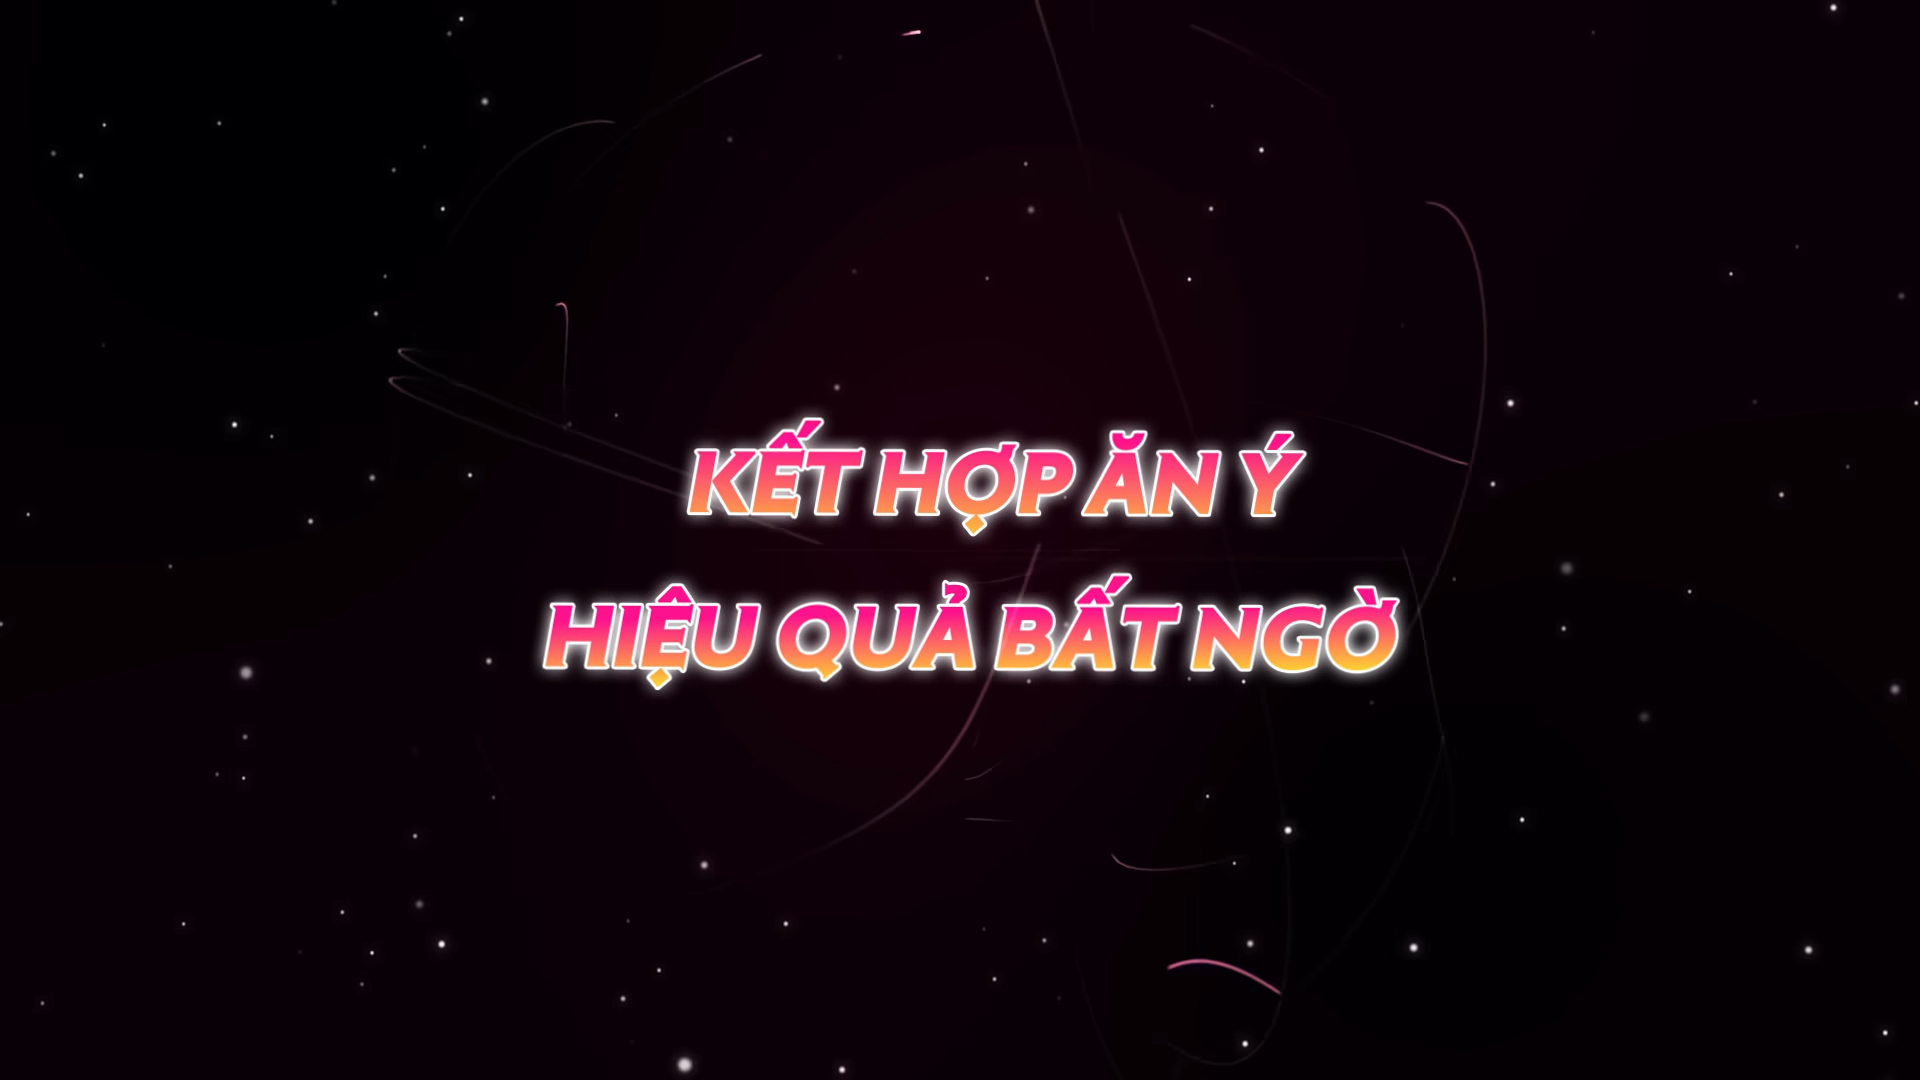 KẾT HỢP ĂN Ý
HIỆU QUẢ BẤT NGỜ